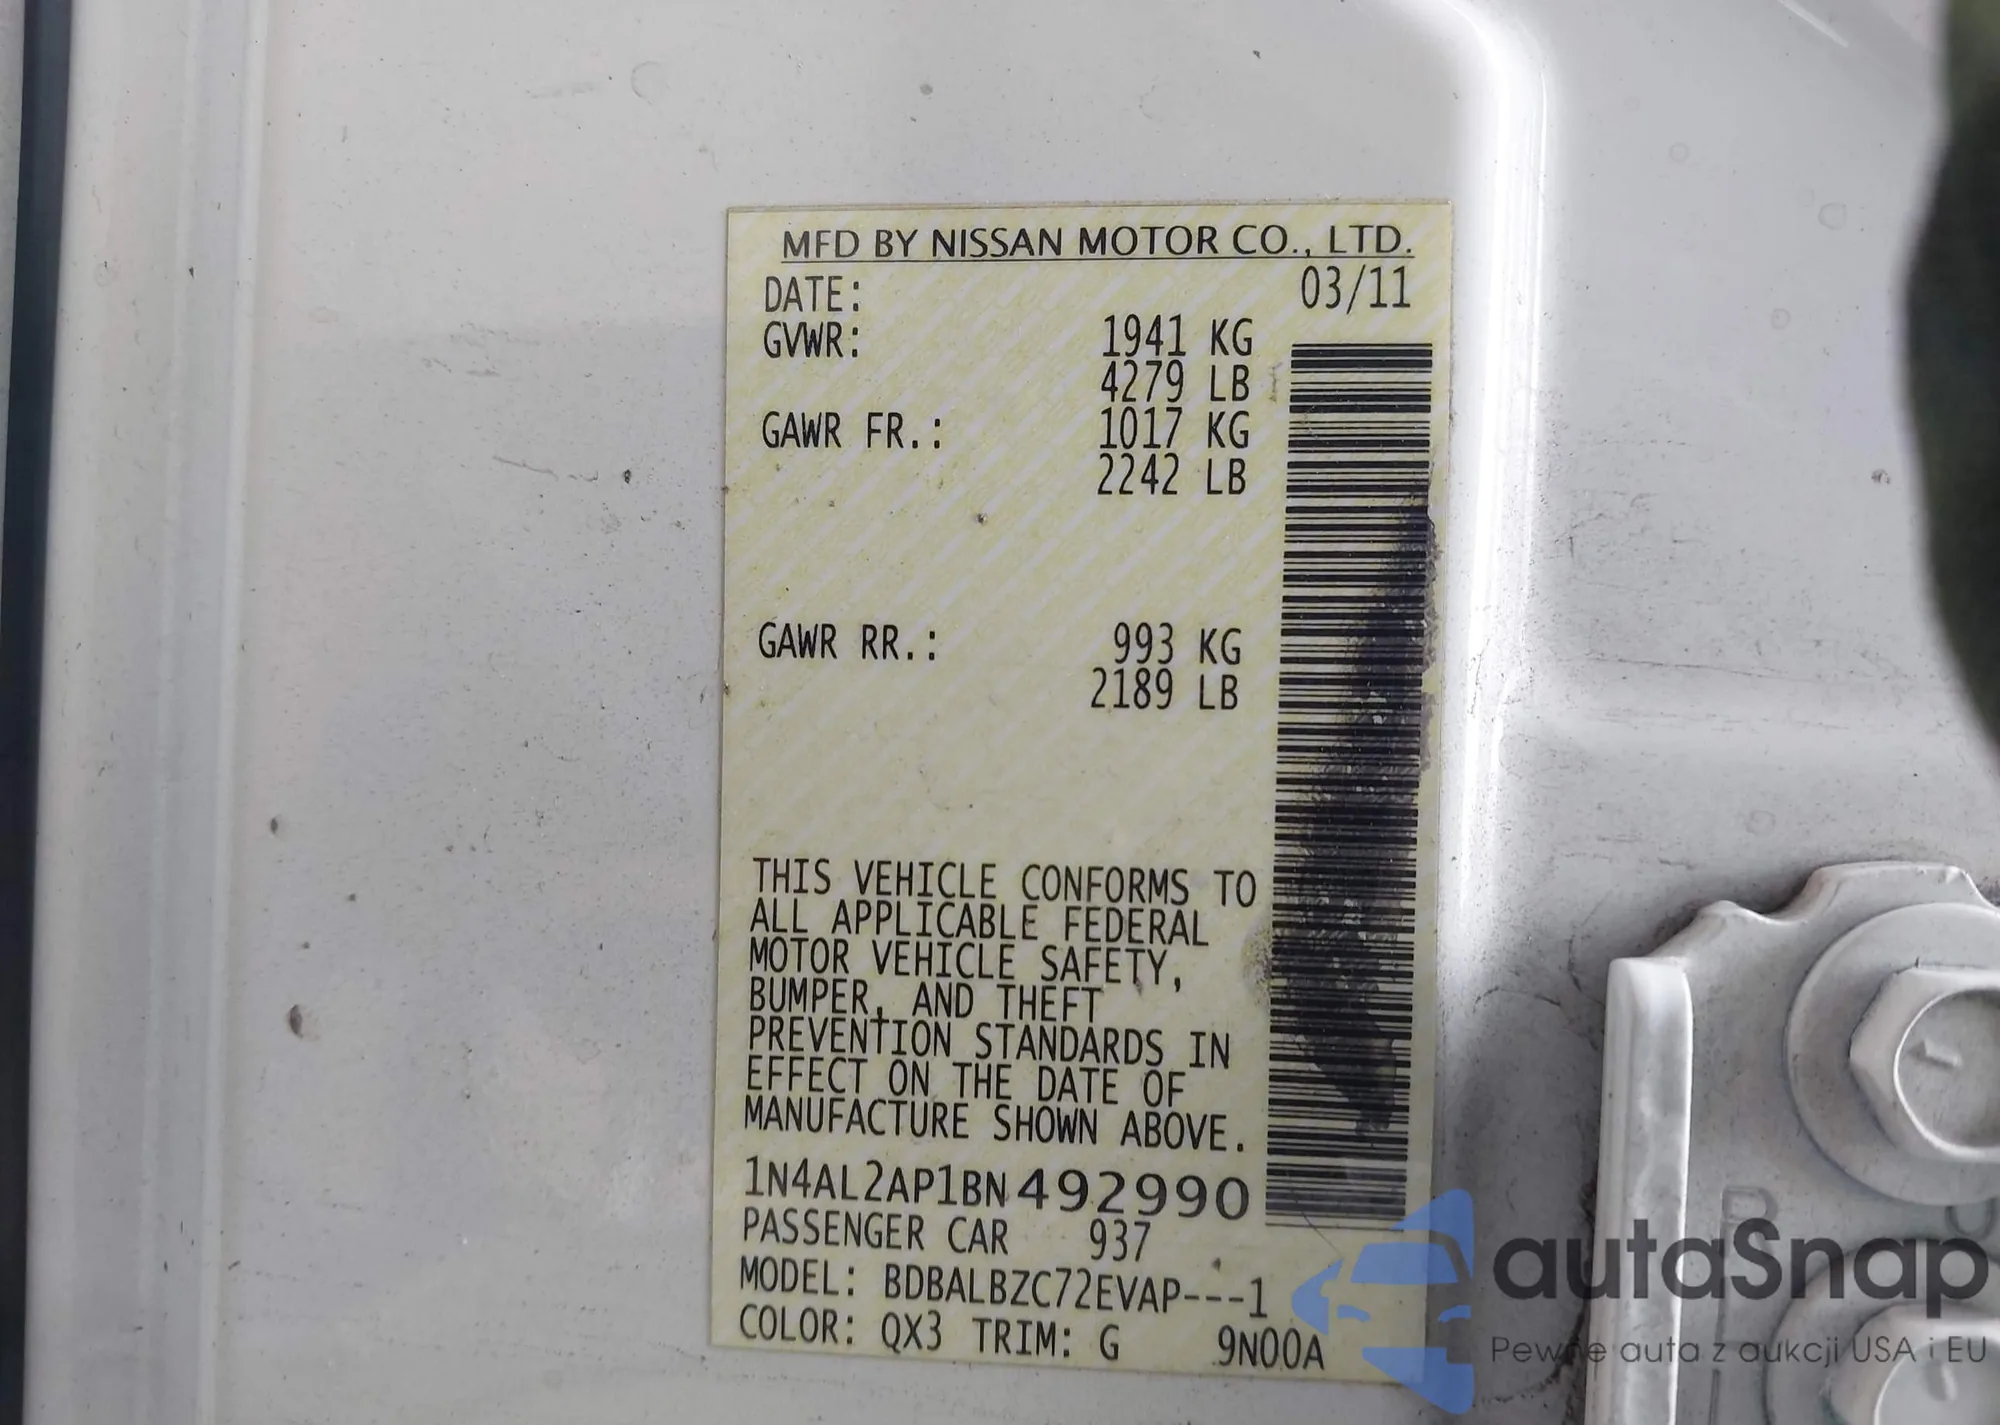 MFD BY NISSAN MOTOR CO., LTD.
DATE: 03/11
GVWR: 1941 KG
4279 LB
GAWR FR.: 1017 KG
2242 LB
GAWR RR.: 993 KG
2189 LB
THIS VEHICLE CONFORMS TO
ALL APPLICABLE FEDERAL
MOTOR VEHICLE SAFETY,
BUMPER, AND THEFT
PREVENTION STANDARDS IN
EFFECT ON THE DATE OF
MANUFACTURE SHOWN ABOVE.
1N4AL2AP1BN492990
PASSENGER CAR 937
MODEL: BDBALBZC72EVAP---1
COLOR: QX3 TRIM: G 9N00A
autaSnap
Pewne auta z aukcji USA i EU